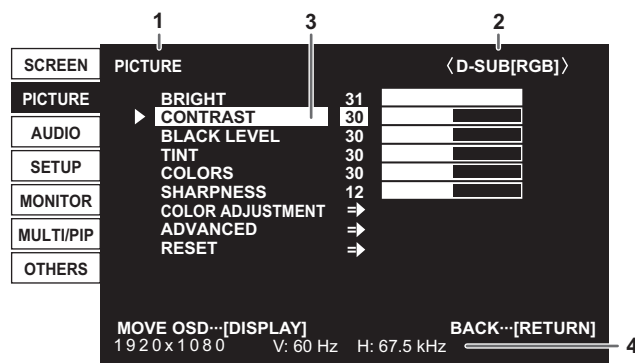 1 3 2
SCREEN
PICTURE
AUDIO
SETUP
MONITOR
MULTI/PIP
OTHERS
PICTURE 〈D-SUB[RGB]〉
BRIGHT 31
CONTRAST 30
BLACK LEVEL 30
TINT 30
COLORS 30
SHARPNESS 12
COLOR ADJUSTMENT
ADVANCED
RESET
MOVE OSD···[DISPLAY] BACK···[RETURN]
1920x1080 V: 60 Hz H: 67.5 kHz 4